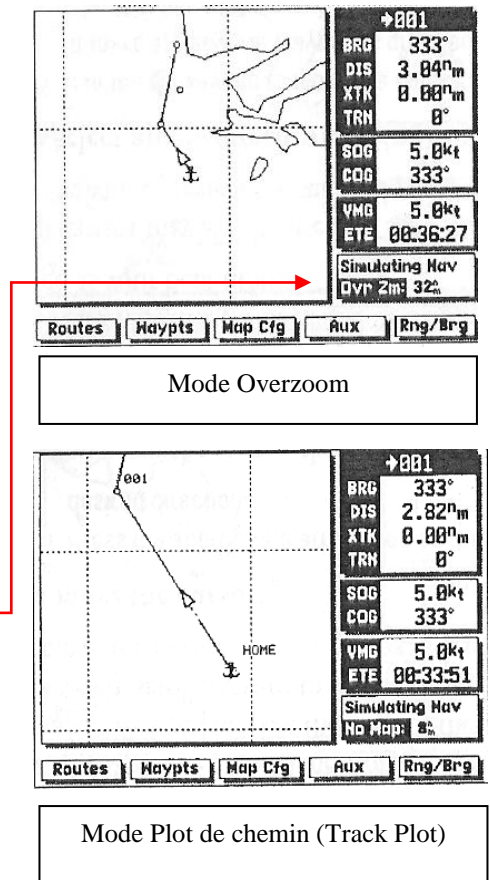 ➔001
BRG 333°
DIS 3.04nm
XTK 0.00nm
TRN 0°
SOG 5.0kt
COG 333°
VMG 5.0kt
ETE 00:36:27
Simulating Nav
Ovr Zm: 32nm
Routes Waypts Map Cfg Aux Rng/Brg
Mode Overzoom
001
HOME
➔001
BRG 333°
DIS 2.82nm
XTK 0.00nm
TRN 0°
SOG 5.0kt
COG 333°
VMG 5.0kt
ETE 00:33:51
Simulating Nav
No Map: 8nm
Routes Waypts Map Cfg Aux Rng/Brg
Mode Plot de chemin (Track Plot)